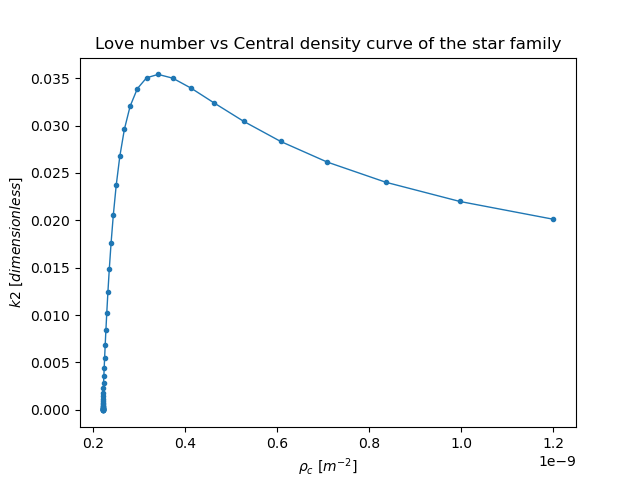 Love number vs Central density curve of the star family
0.035
0.030
0.025
0.020
0.015
0.010
0.005
0.000
k2 [dimensionless]
0.2 0.4 0.6 0.8 1.0 1.2
1e−9
ρ_c [m^{−2}]